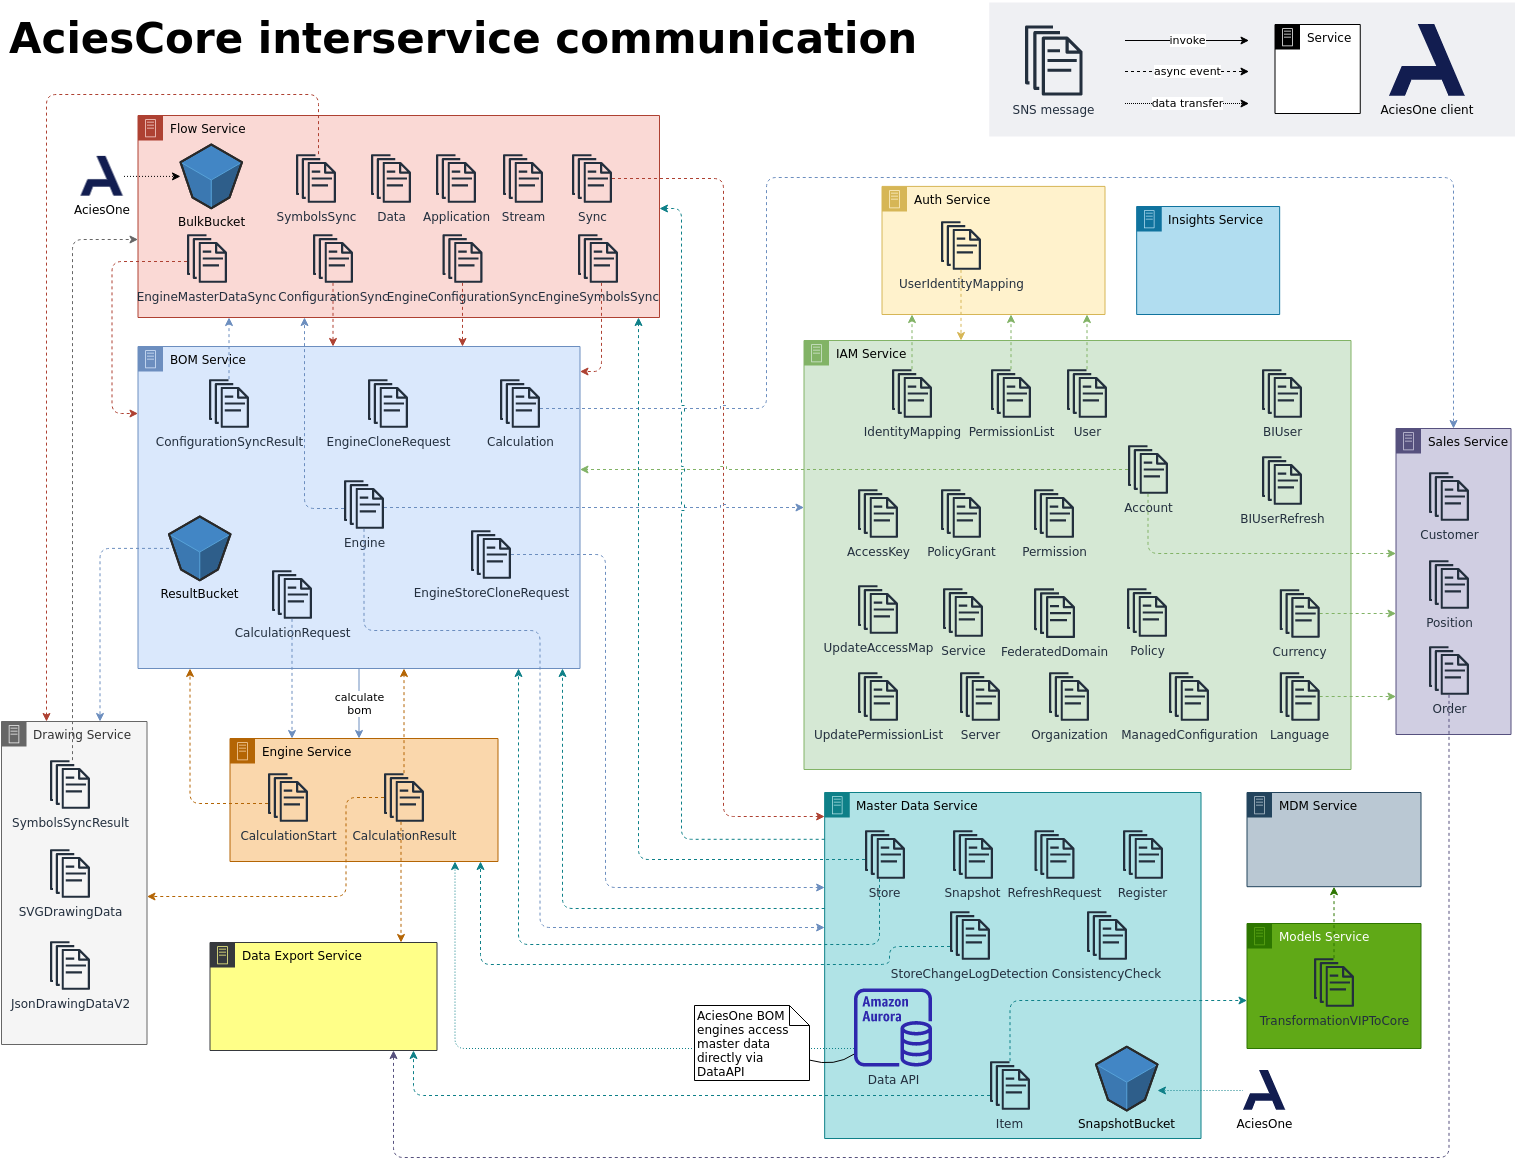 AciesCore interservice communication
SNS message
invoke
async event
data transfer
Service
AciesOne client
Flow Service
AciesOne
BulkBucket
SymbolsSync
Data
Application
Stream
Sync
EngineMasterDataSync
ConfigurationSync
EngineConfigurationSync
EngineSymbolsSync
Auth Service
UserIdentityMapping
Insights Service
BOM Service
ConfigurationSyncResult
EngineCloneRequest
Calculation
Engine
EngineStoreCloneRequest
ResultBucket
CalculationRequest
calculate
bom
IAM Service
IdentityMapping
PermissionList
User
BIUser
Account
BIUserRefresh
AccessKey
PolicyGrant
Permission
UpdateAccessMap
Service
FederatedDomain
Policy
Currency
UpdatePermissionList
Server
Organization
ManagedConfiguration
Language
Sales Service
Customer
Position
Order
Drawing Service
SymbolsSyncResult
SVGDrawingData
JsonDrawingDataV2
Engine Service
CalculationStart
CalculationResult
Data Export Service
Master Data Service
Store
Snapshot
RefreshRequest
Register
StoreChangeLogDetection
ConsistencyCheck
Amazon
Aurora
Data API
AciesOne BOM
engines access
master data
directly via
DataAPI
Item
SnapshotBucket
AciesOne
MDM Service
Models Service
TransformationVIPToCore